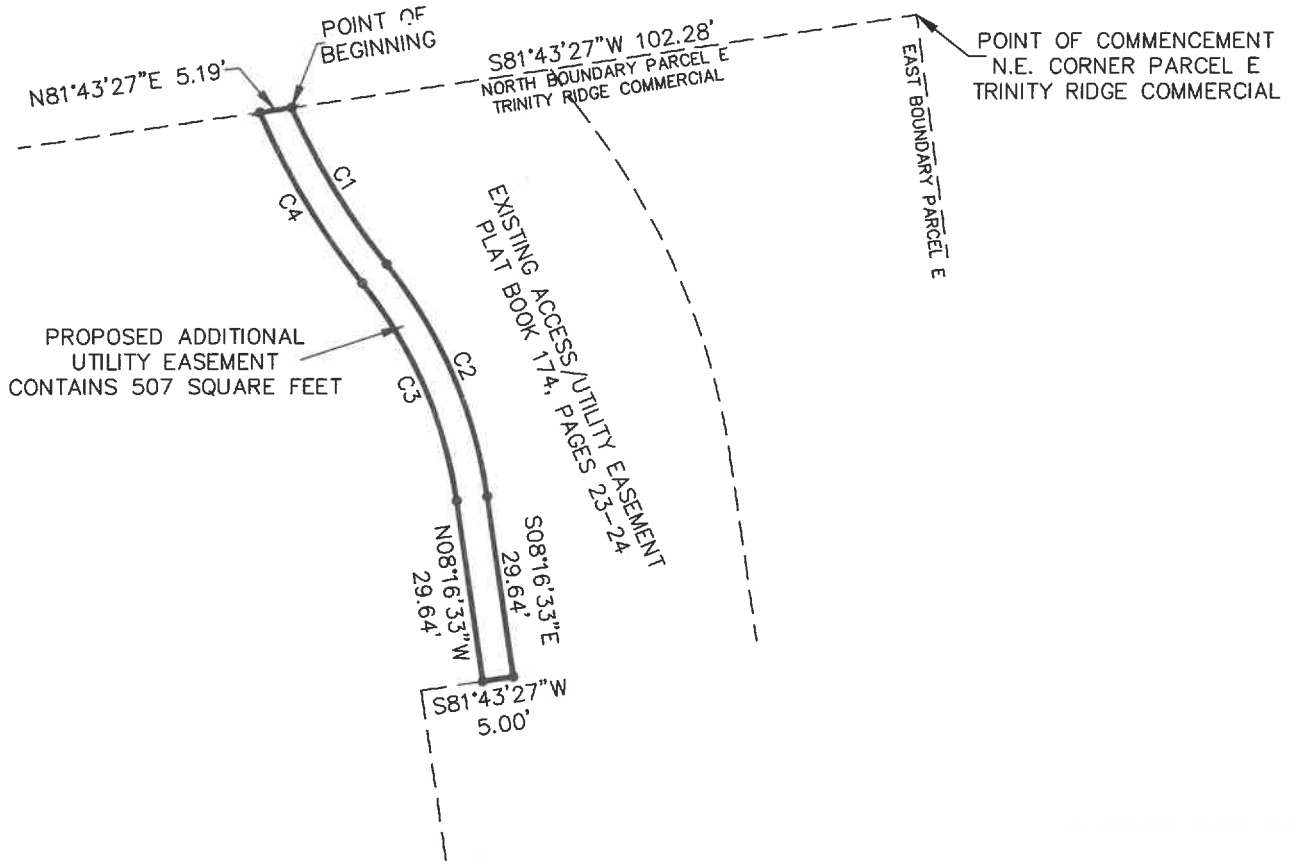 POINT OF
BEGINNING
N81°43'27"E 5.19'
S81°43'27"W 102.28'
NORTH BOUNDARY PARCEL E
TRINITY RIDGE COMMERCIAL
POINT OF COMMENCEMENT
N.E. CORNER PARCEL E
TRINITY RIDGE COMMERCIAL
EAST BOUNDARY PARCEL E
C1
C4
EXISTING ACCESS/UTILITY EASEMENT
PLAT BOOK 174, PAGES 23-24
PROPOSED ADDITIONAL
UTILITY EASEMENT
CONTAINS 507 SQUARE FEET
C2
C3
N08°16'33"W
29.64'
S08°16'33"E
29.64'
S81°43'27"W
5.00'